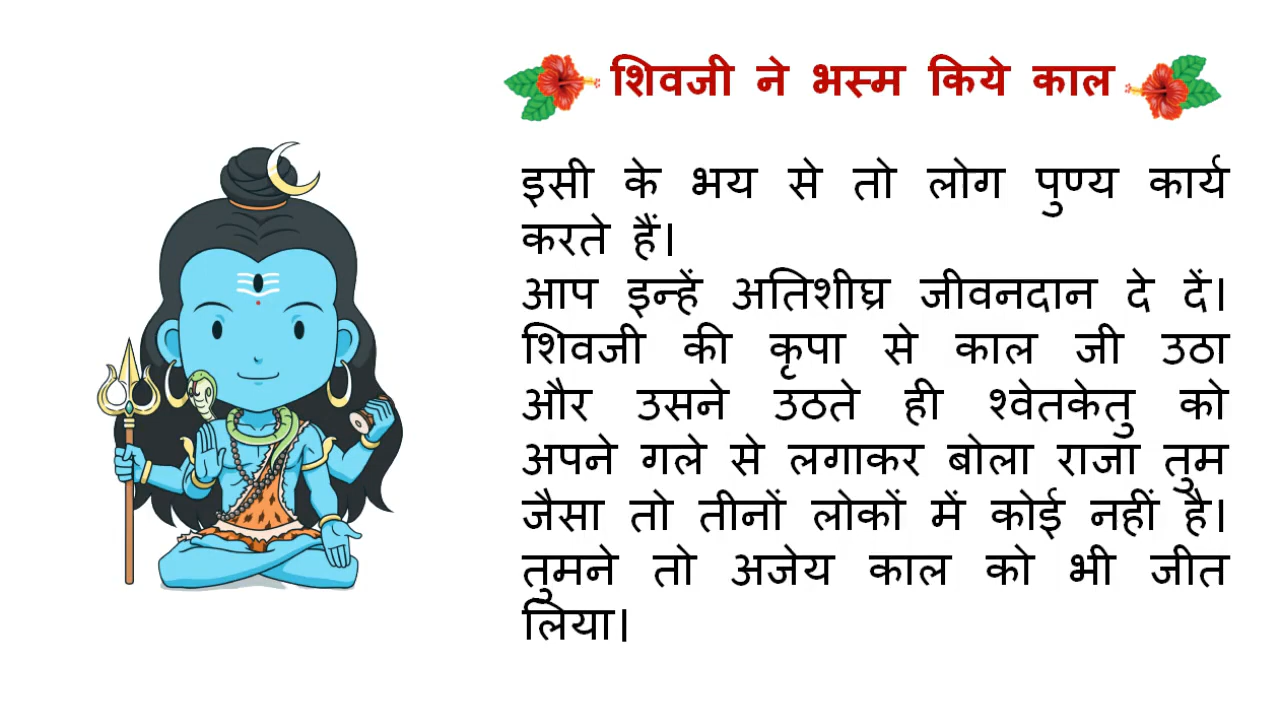 शिवजी ने भस्म किये काल
इसी के भय से तो लोग पुण्य कार्य
करते हैं।
आप इन्हें अतिशीघ्र जीवनदान दे दें।
शिवजी की कृपा से काल जी उठा
और उसने उठते ही श्वेतकेतु को
अपने गले से लगाकर बोला राजा तुम
जैसा तो तीनों लोकों में कोई नहीं है।
तुमने तो अजेय काल को भी जीत
लिया।